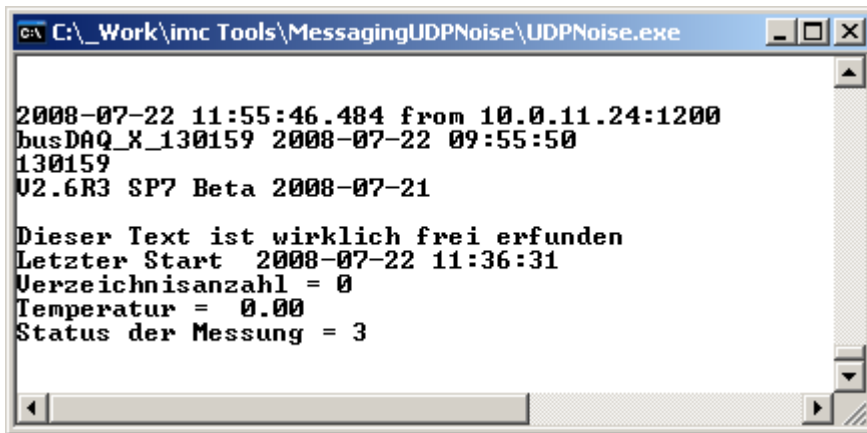 C:\_Work\imc Tools\MessagingUDPNoise\UDPNoise.exe
2008-07-22 11:55:46.484 from 10.0.11.24:1200
busDAQ_X_130159 2008-07-22 09:55:50
130159
V2.6R3 SP7 Beta 2008-07-21
Dieser Text ist wirklich frei erfunden
Letzter Start  2008-07-22 11:36:31
Verzeichnisanzahl = 0
Temperatur =  0.00
Status der Messung = 3